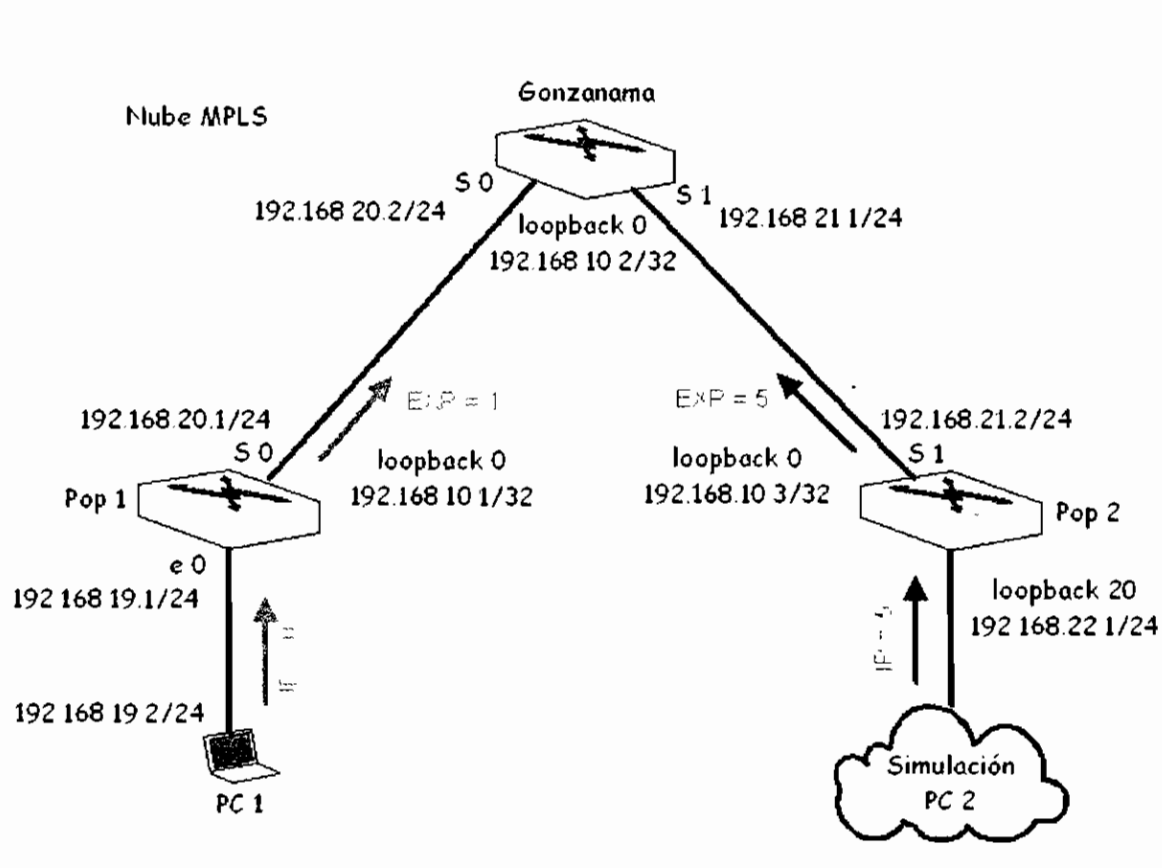 Gonzanama
Nube MPLS
S 0
S 1
192.168 20.2/24
192.168 21 1/24
loopback 0
192.168 10 2/32
EXP = 1
EXP = 5
192.168.20.1/24
192.168.21.2/24
S 0
S 1
loopback 0
192.168 10 1/32
loopback 0
192.168.10 3/32
Pop 1
Pop 2
e 0
192 168 19.1/24
loopback 20
192 168.22 1/24
192 168 19 2/24
PC 1
Simulación
PC 2